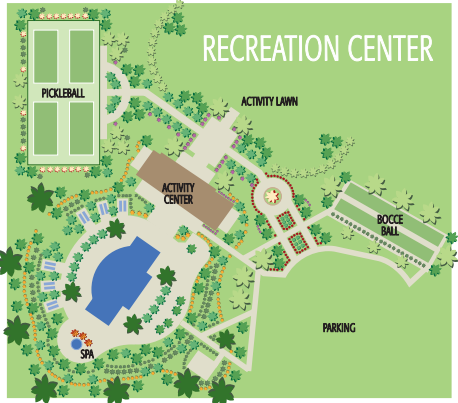 RECREATION CENTER
PICKLEBALL
ACTIVITY LAWN
ACTIVITY
CENTER
BOCCE
BALL
PARKING
SPA